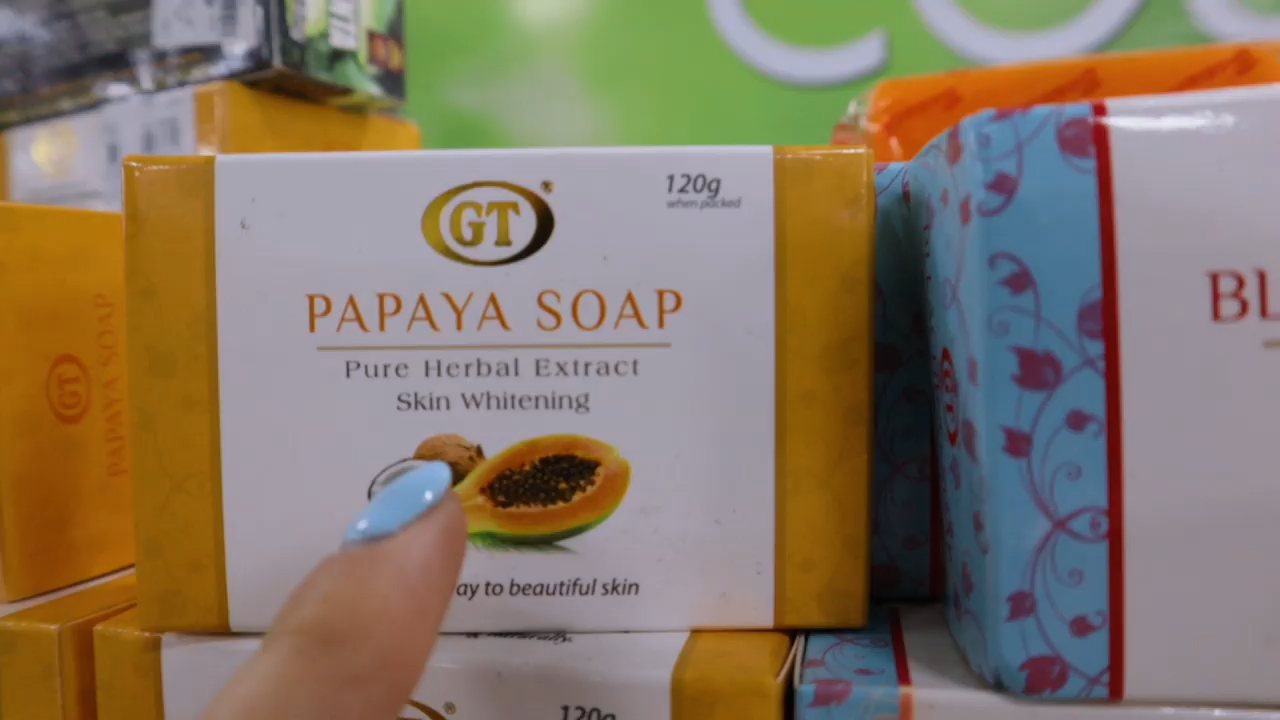 GT
®
120g
when packed
PAPAYA SOAP
Pure Herbal Extract
Skin Whitening
ay to beautiful skin
GT
PAPAYA SOAP
BL
120g
®